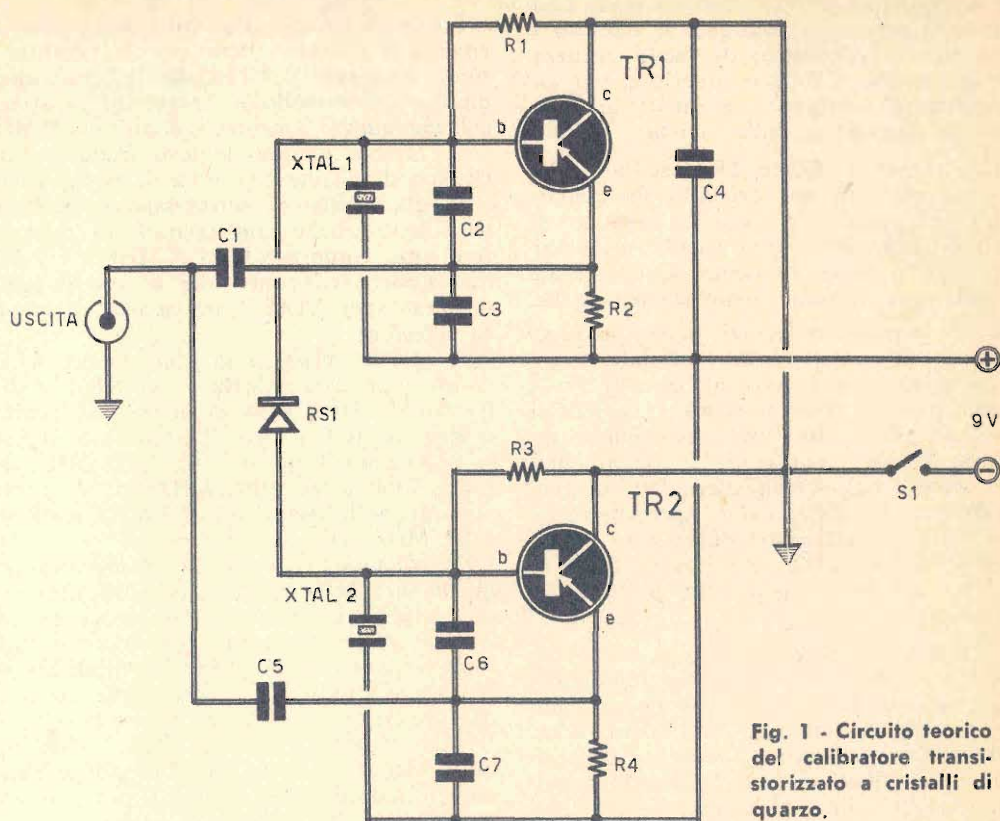 R1
TR1
c
b
e
XTAL 1
C2
C4
C1
C3
R2
USCITA
+
RS1
9 V
R3
TR2
S1
−
c
b
e
XTAL 2
C6
C5
C7
R4
Fig. 1 - Circuito teorico
del calibratore transi-
storizzato a cristalli di
quarzo.